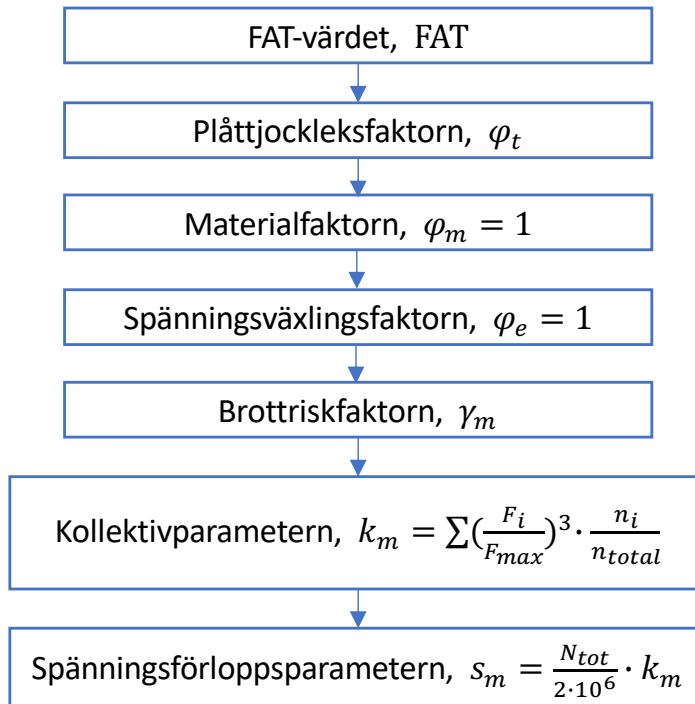 FAT-värdet, FAT
Plåttjockleksfaktorn, φ_t
Materialfaktorn, φ_m = 1
Spänningsväxlingsfaktorn, φ_e = 1
Brottriskfaktorn, γ_m
Kollektivparametern, k_m = ∑(F_i/F_max)^3 · n_i/n_total
Spänningsförloppsparametern, s_m = N_tot/2·10^6 · k_m